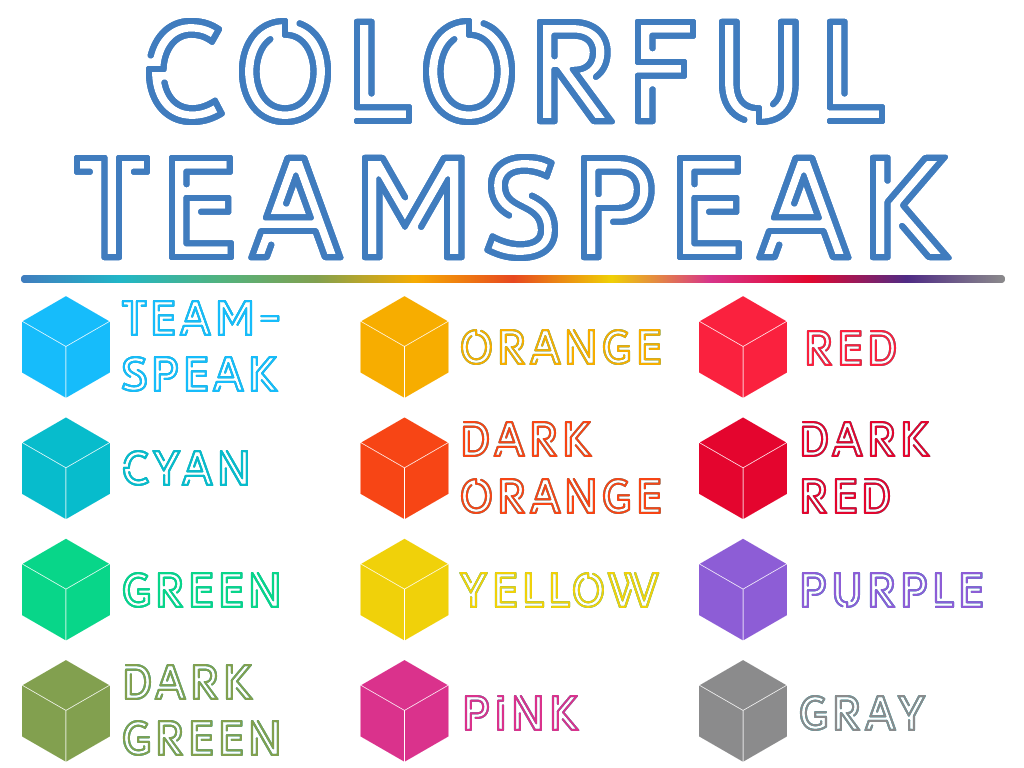 COLORFUL
TEAMSPEAK
TEAM-
SPEAK
ORANGE
RED
CYAN
DARK
ORANGE
DARK
RED
GREEN
YELLOW
PURPLE
DARK
GREEN
PiNK
GRAY